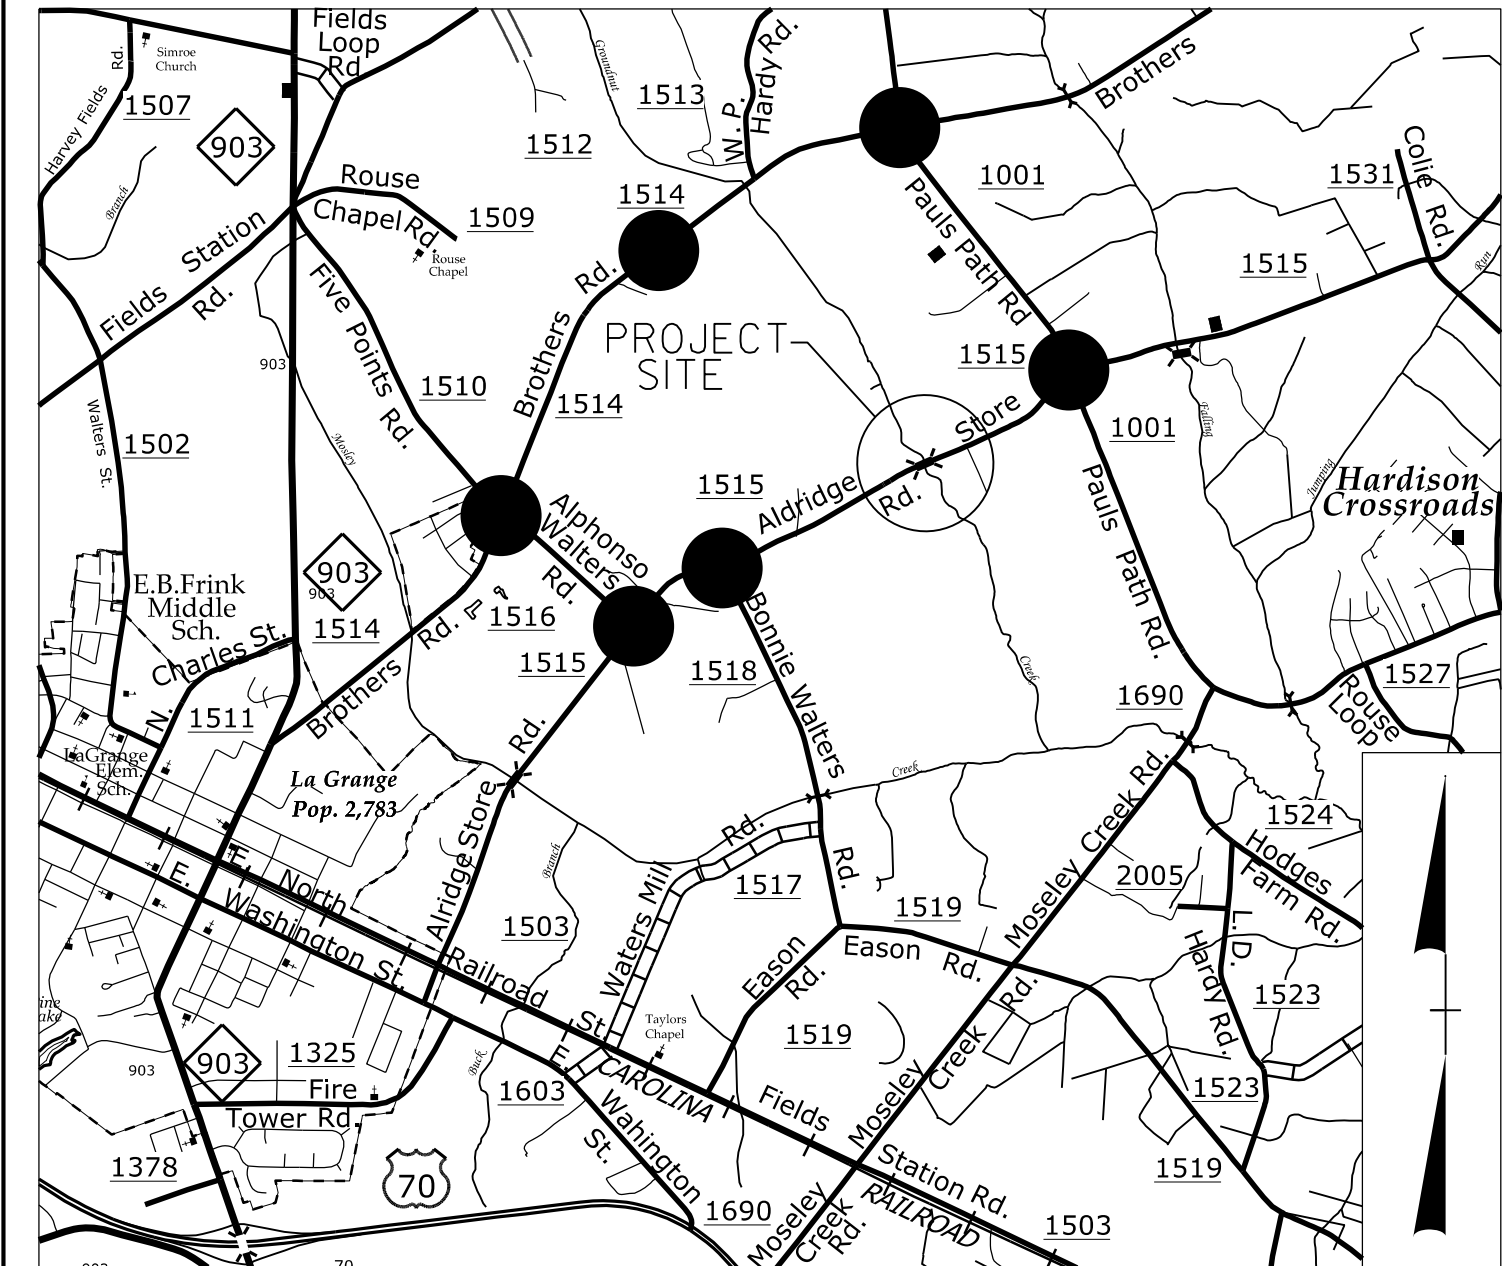 Fields
Loop
Rd
Simroe
Church
Rd.
Harvey Fields
1507
903
Branch
Groundnut
1513
1512
W. P.
Hardy Rd.
Brothers
1001
1531
Colie Rd.
Rouse
Chapel Rd.
1509
Rouse
Chapel
1514
Pauls Path Rd
Station
Fields
Rd.
Five Points Rd.
Brothers Rd.
1515
Run
PROJECT
SITE
1515
903
1510
1514
1001
Store
Falling
Walters St.
1502
Mosley
Aldridge
Rd.
1515
Jumping
Hardison
Crossroads
Pauls Path Rd.
Alphonso
Walters
Rd.
903
903
E.B.Frink
Middle
Sch.
1514
1516
Rd.
Brothers
1515
1518
Bonnie Walters
Rd.
Creek
1690
1527
Rouse
Loop
Charles St.
N.
1511
LaGrange
Elem.
Sch.
La Grange
Pop. 2,783
Rd.
Alridge Store
Creek
Moseley Creek Rd.
1524
Hodges
Farm Rd.
2005
Rd.
Waters Mill
1517
Branch
1503
1519
E. North
Railroad
St.
E.
Washington St.
Eason
Rd.
Eason Rd.
L. D.
Hardy Rd.
1523
Taylors
Chapel
1519
Rd.
Creek
Moseley
903
903
1325
Fire
Tower Rd.
Buck
1603
E.
Wahington
St.
CAROLINA
Fields
Station Rd.
RAILROAD
1523
1378
70
1690
Moseley
Creek
Rd.
1519
1503
70